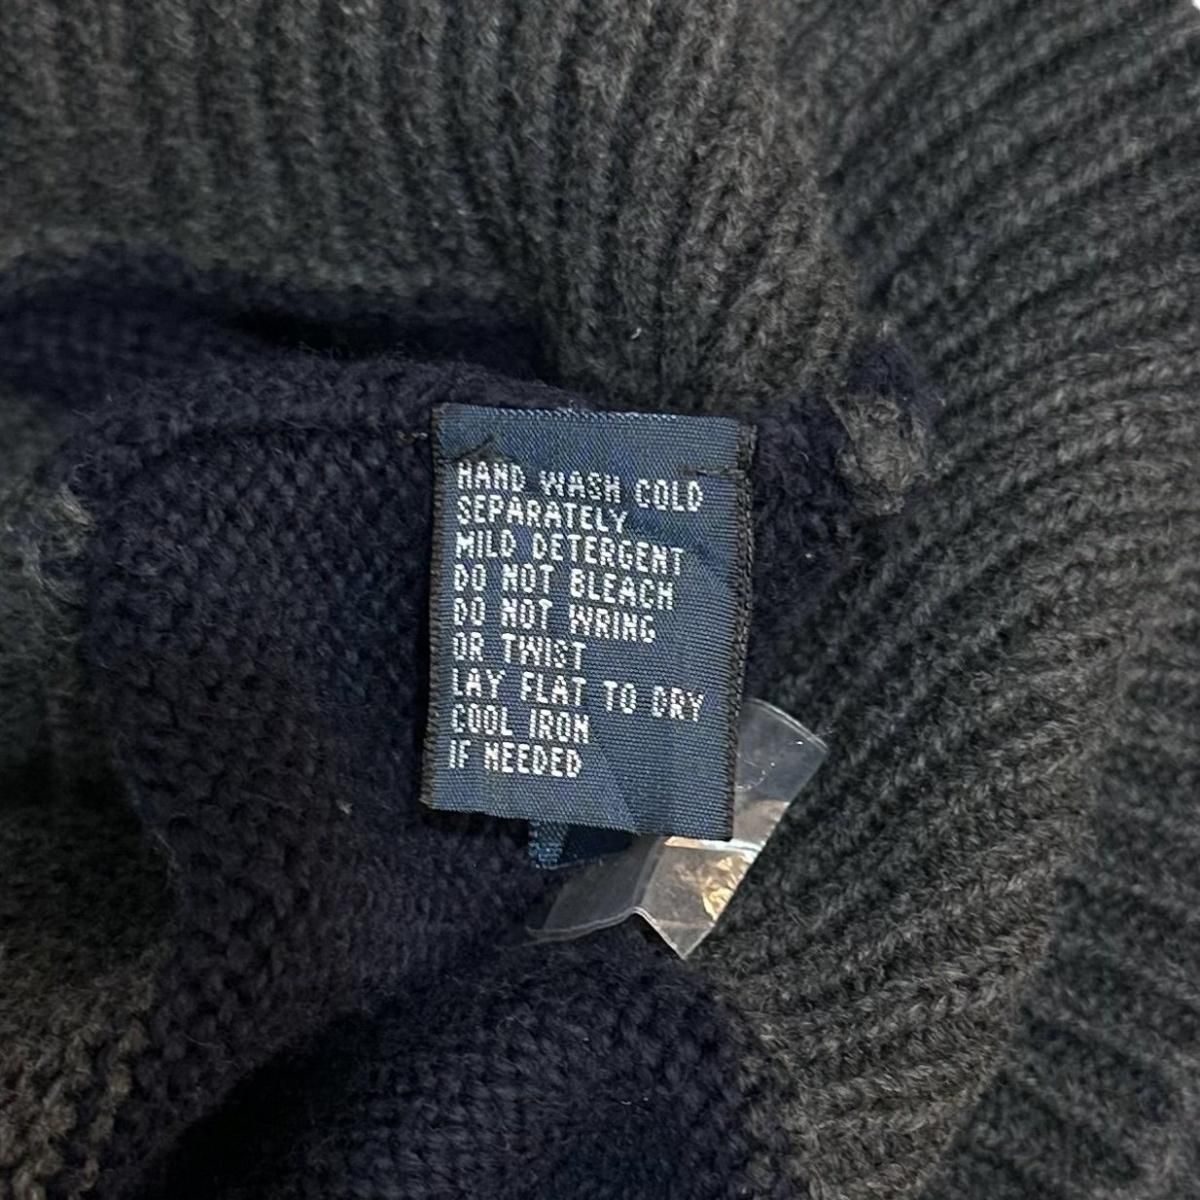 HAND WASH COLD
SEPARATELY
MILD DETERGENT
DO NOT BLEACH
DO NOT WRING
OR TWIST
LAY FLAT TO DRY
COOL IRON
IF NEEDED